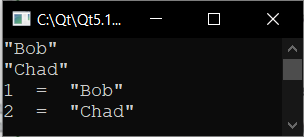 C:\Qt\Qt5.1...
"Bob"
"Chad"
1  =  "Bob"
2  =  "Chad"